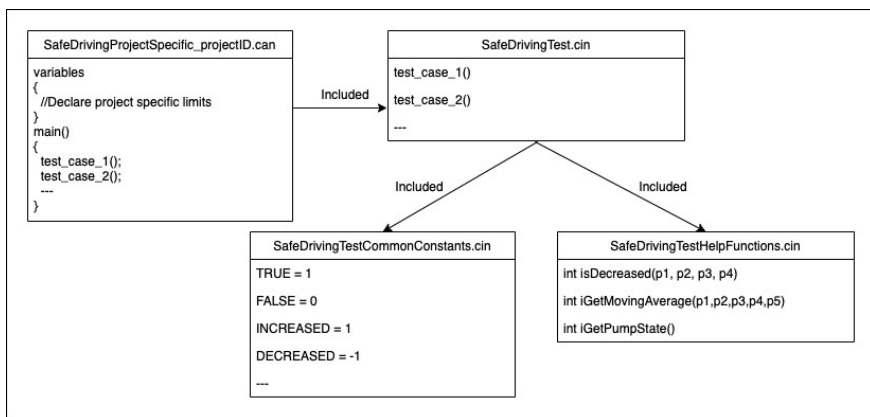 SafeDrivingProjectSpecific_projectID.can
variables
{
//Declare project specific limits
}
main()
{
test_case_1();
test_case_2();
---
}
Included
SafeDrivingTest.cin
test_case_1()
test_case_2()
---
Included
Included
SafeDrivingTestCommonConstants.cin
TRUE = 1
FALSE = 0
INCREASED = 1
DECREASED = -1
---
SafeDrivingTestHelpFunctions.cin
int isDecreased(p1, p2, p3, p4)
int iGetMovingAverage(p1,p2,p3,p4,p5)
int iGetPumpState()